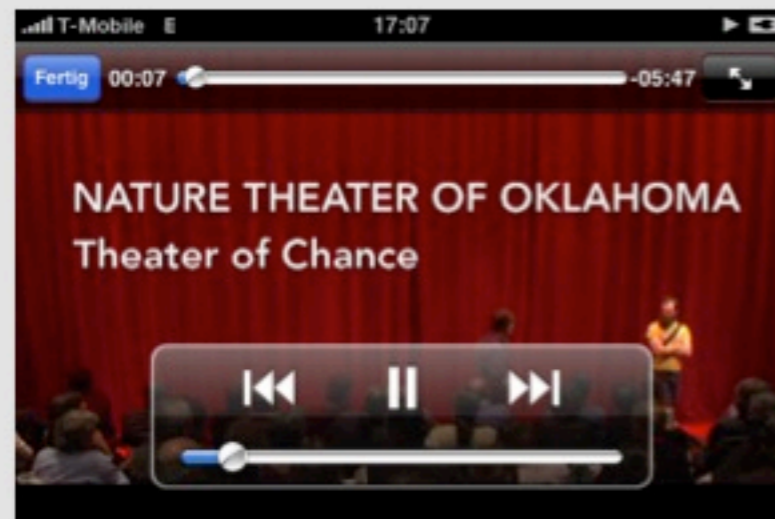 T-Mobile E 17:07
Fertig 00:07 -05:47
NATURE THEATER OF OKLAHOMA
Theater of Chance